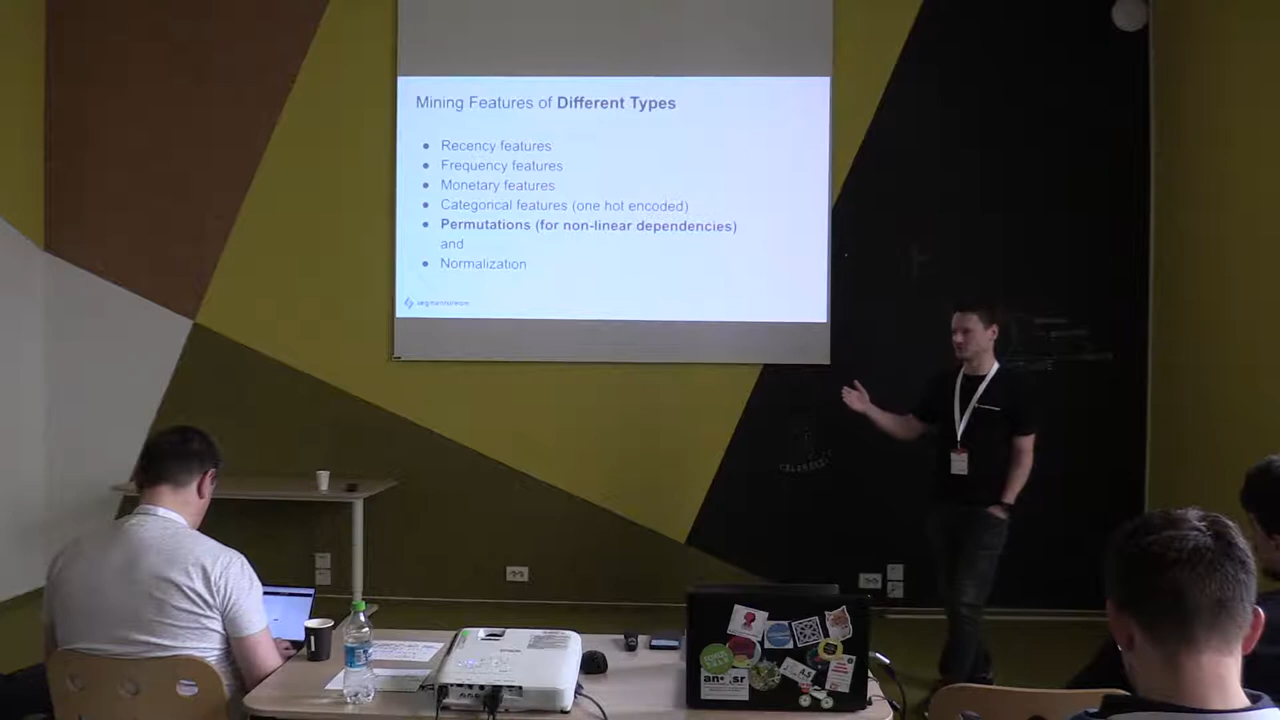 Mining Features of Different Types
● Recency features
● Frequency features
● Monetary features
● Categorical features (one hot encoded)
● Permutations (for non-linear dependencies)
and
● Normalization